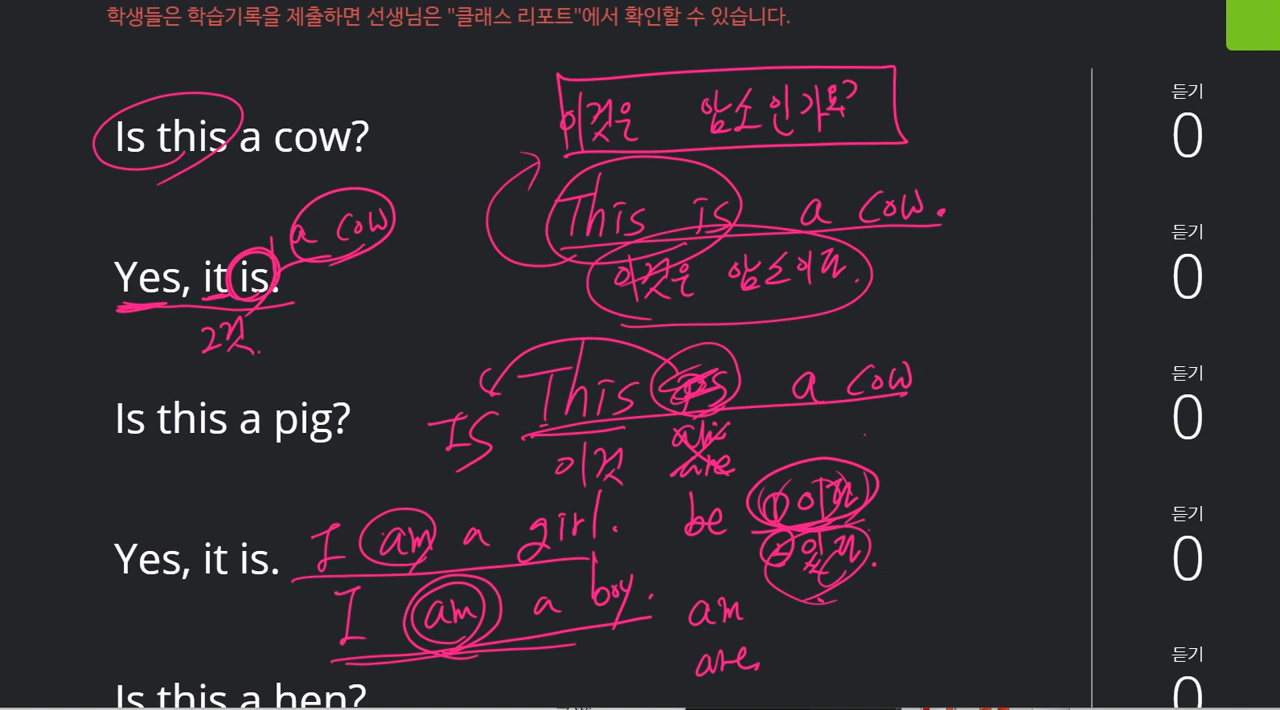 학생들은 학습기록을 제출하면 선생님은 "클래스 리포트"에서 확인할 수 있습니다.
듣기
이것은 암소인가요?
Is this a cow?
0
This is a cow.
a cow
듣기
Yes, it is.
이것은 암소이다.
0
그것.
듣기
This is a cow
Is this a pig?
IS
0
이것
are
듣기
I am a girl.
be ① 이다
Yes, it is.
② 있다.
0
I am a boy.
am
are,
듣기
Is this a hen?
0